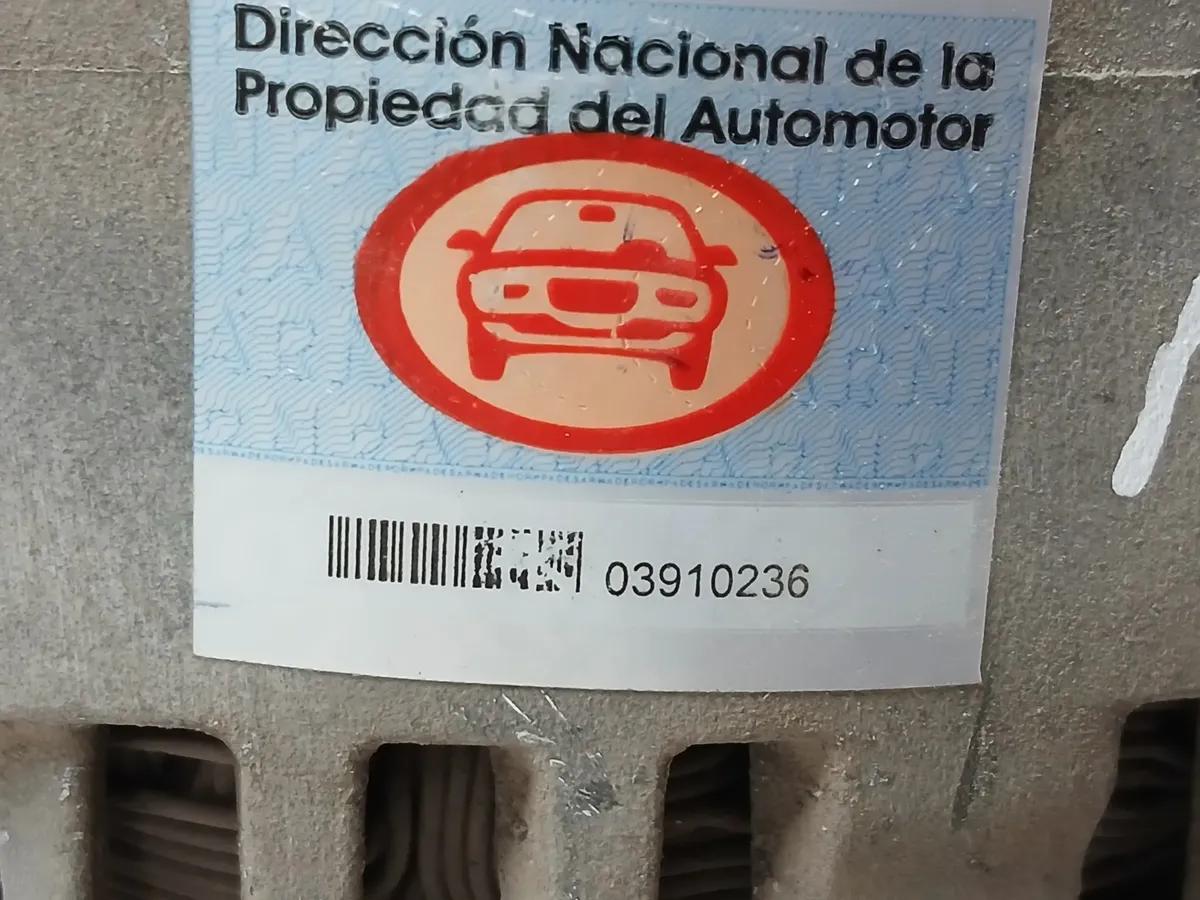 Dirección Nacional de la
Propiedad del Automotor
03910236